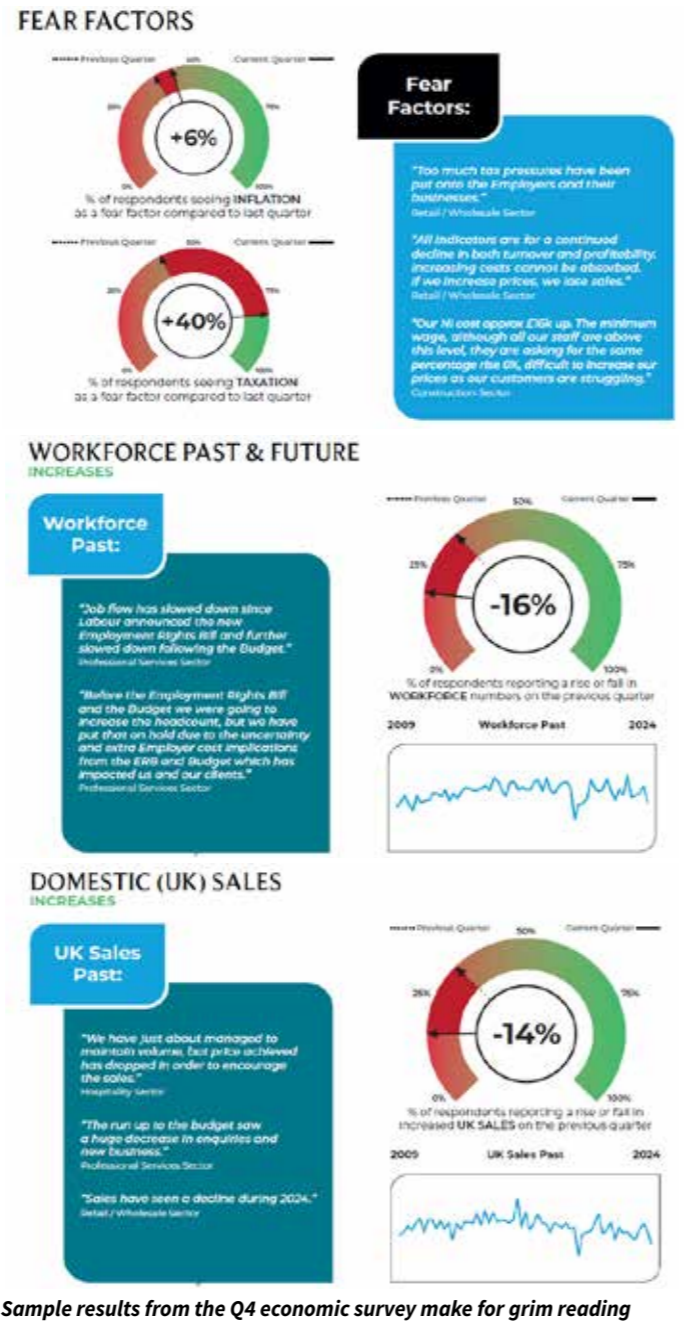 FEAR FACTORS
Previous Quarter
50%
Current Quarter
25%
75%
+6%
0%
100%
% of respondents seeing INFLATION
as a fear factor compared to last quarter
Previous Quarter
50%
Current Quarter
25%
75%
+40%
0%
100%
% of respondents seeing TAXATION
as a fear factor compared to last quarter
Fear
Factors:
"Too much tax pressures have been
put onto the Employers and their
businesses."
Retail / Wholesale Sector
"All indicators are for a continued
decline in both turnover and profitability.
Increasing costs cannot be absorbed.
If we increase prices, we lose sales."
Retail / Wholesale Sector
"Our NI cost approx £16k up. The minimum
wage, although all our staff are above
this level, they are asking for the same
percentage rise difficult to increase our
prices as our customers are struggling."
Construction Sector
WORKFORCE PAST & FUTURE
INCREASES
Workforce
Past:
"Job flow has slowed down since
Labour announced the new
Employment Rights Bill and further
slowed down following the Budget."
Professional Services Sector
"Before the Employment Rights Bill
and the Budget we were going to
increase the headcount, but we have
put that on hold due to the uncertainty
and extra Employer cost implications
from the ERB and Budget which has
impacted us and our clients."
Professional Services Sector
Previous Quarter
50%
Current Quarter
25%
75%
-16%
0%
100%
% of respondents reporting a rise or fall in
WORKFORCE numbers on the previous quarter
2009
Workforce Past
2024
DOMESTIC (UK) SALES
INCREASES
UK Sales
Past:
"We have just about managed to
maintain volume, but price achieved
has dropped in order to encourage
the sales."
Hospitality Sector
"The run up to the budget saw
a huge decrease in enquiries and
new business."
Professional Services Sector
"Sales have seen a decline during 2024."
Retail / Wholesale Sector
Previous Quarter
50%
Current Quarter
25%
75%
-14%
0%
100%
% of respondents reporting a rise or fall in
increased UK SALES on the previous quarter
2009
UK Sales Past
2024
Sample results from the Q4 economic survey make for grim reading